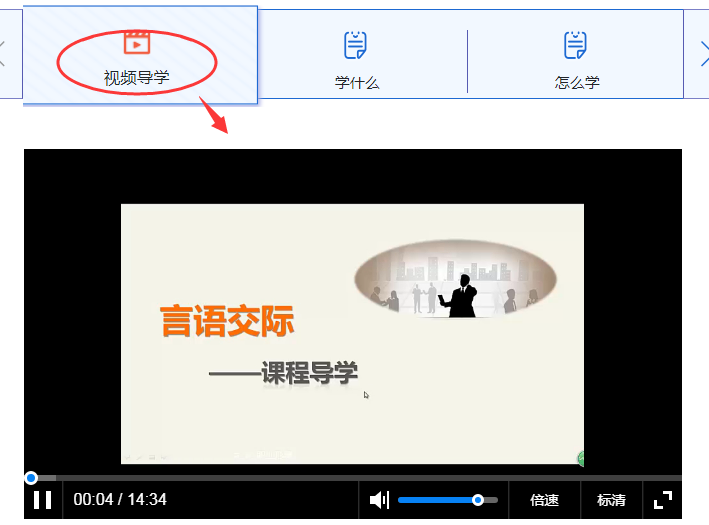 视频导学
学什么
怎么学
言语交际
——课程导学
00:04 / 14:34
倍速
标清